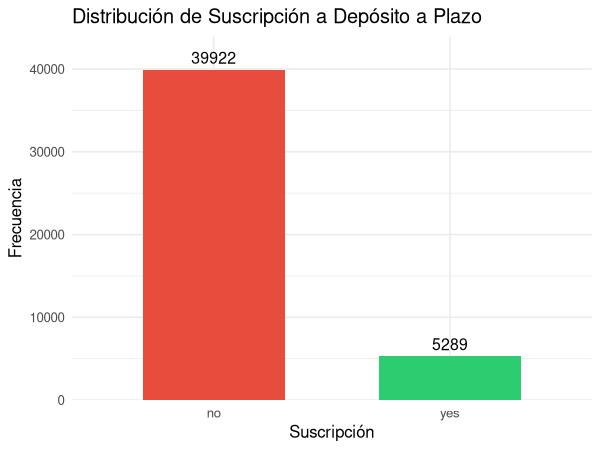 Distribución de Suscripción a Depósito a Plazo
39922
40000
30000
Frecuencia
20000
10000
5289
0
no
yes
Suscripción